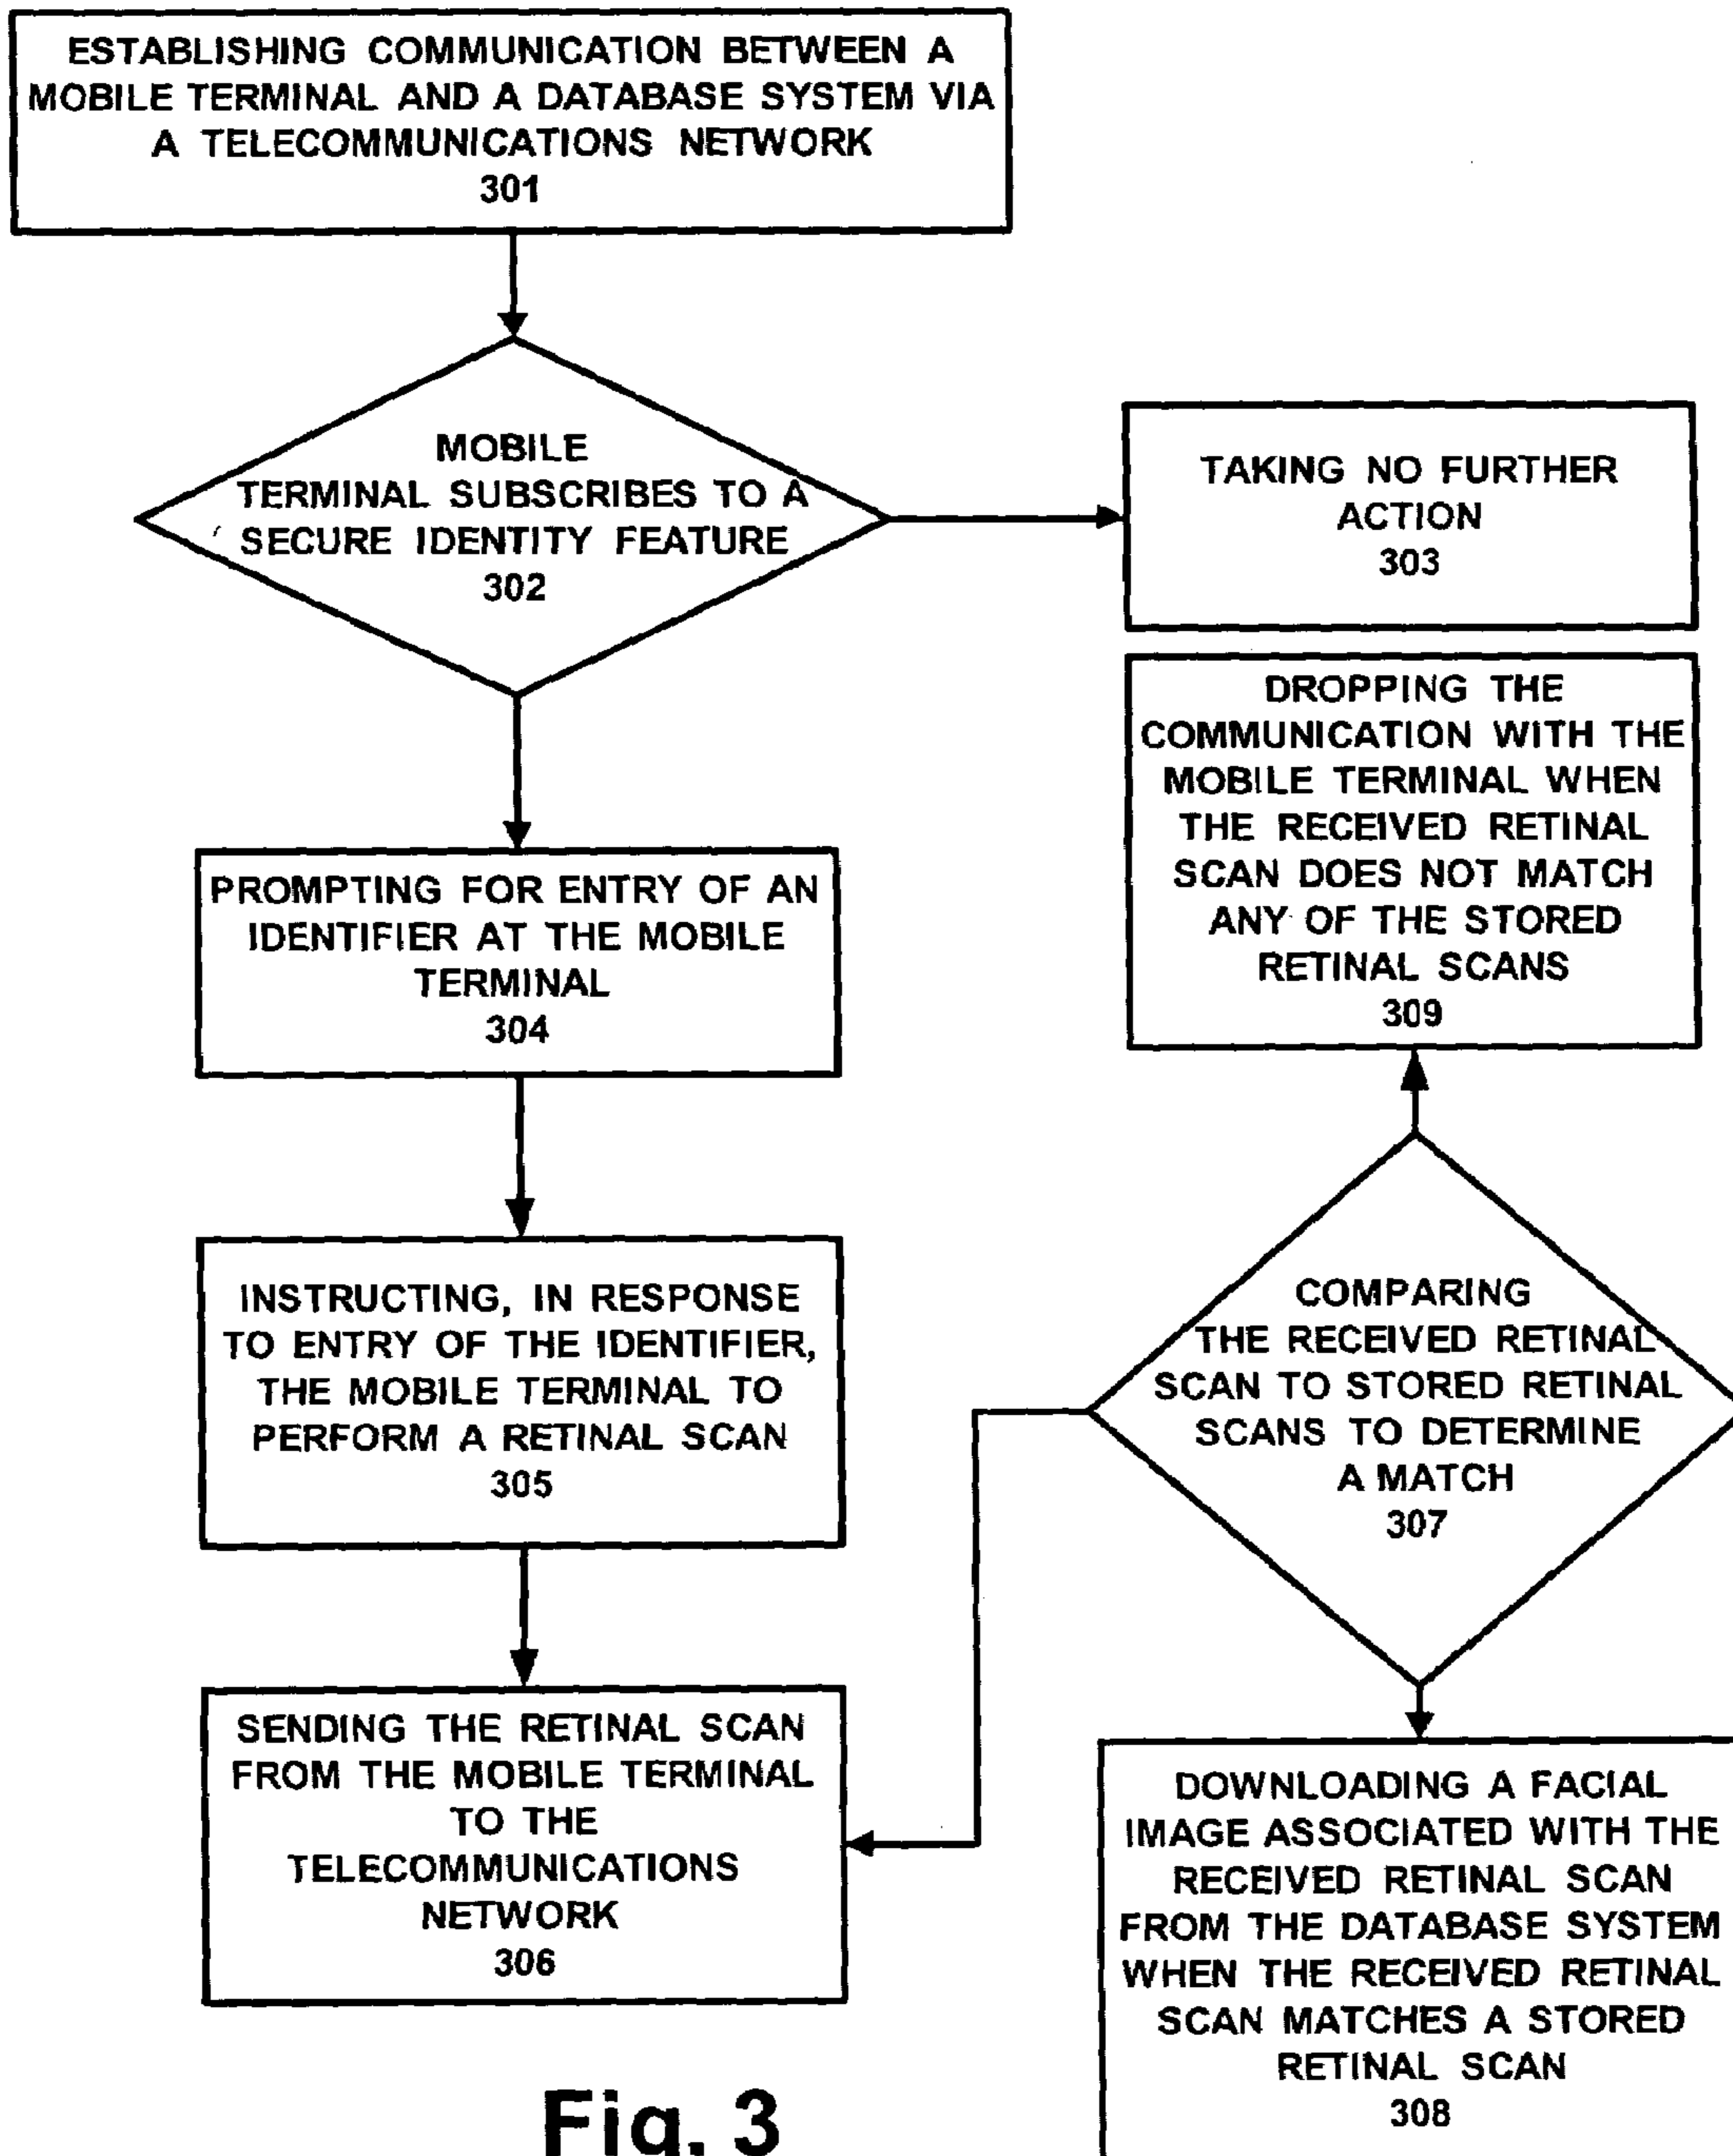 ESTABLISHING COMMUNICATION BETWEEN A
MOBILE TERMINAL AND A DATABASE SYSTEM VIA
A TELECOMMUNICATIONS NETWORK
301
MOBILE
TERMINAL SUBSCRIBES TO A
SECURE IDENTITY FEATURE
302
TAKING NO FURTHER
ACTION
303
PROMPTING FOR ENTRY OF AN
IDENTIFIER AT THE MOBILE
TERMINAL
304
INSTRUCTING, IN RESPONSE
TO ENTRY OF THE IDENTIFIER,
THE MOBILE TERMINAL TO
PERFORM A RETINAL SCAN
305
SENDING THE RETINAL SCAN
FROM THE MOBILE TERMINAL
TO THE
TELECOMMUNICATIONS
NETWORK
306
COMPARING
THE RECEIVED RETINAL
SCAN TO STORED RETINAL
SCANS TO DETERMINE
A MATCH
307
DOWNLOADING A FACIAL
IMAGE ASSOCIATED WITH THE
RECEIVED RETINAL SCAN
FROM THE DATABASE SYSTEM
WHEN THE RECEIVED RETINAL
SCAN MATCHES A STORED
RETINAL SCAN
308
DROPPING THE
COMMUNICATION WITH THE
MOBILE TERMINAL WHEN
THE RECEIVED RETINAL
SCAN DOES NOT MATCH
ANY OF THE STORED
RETINAL SCANS
309
Fig. 3